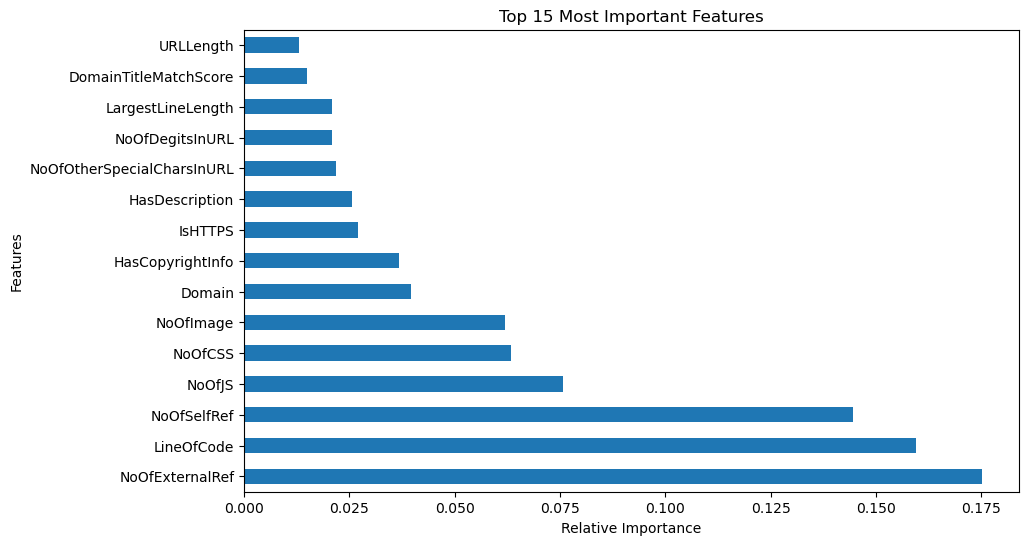 Top 15 Most Important Features
URLLength
DomainTitleMatchScore
LargestLineLength
NoOfDegitsInURL
NoOfOtherSpecialCharsInURL
HasDescription
IsHTTPS
HasCopyrightInfo
Domain
NoOfImage
NoOfCSS
NoOfJS
NoOfSelfRef
LineOfCode
NoOfExternalRef
Features
0.000 0.025 0.050 0.075 0.100 0.125 0.150 0.175
Relative Importance